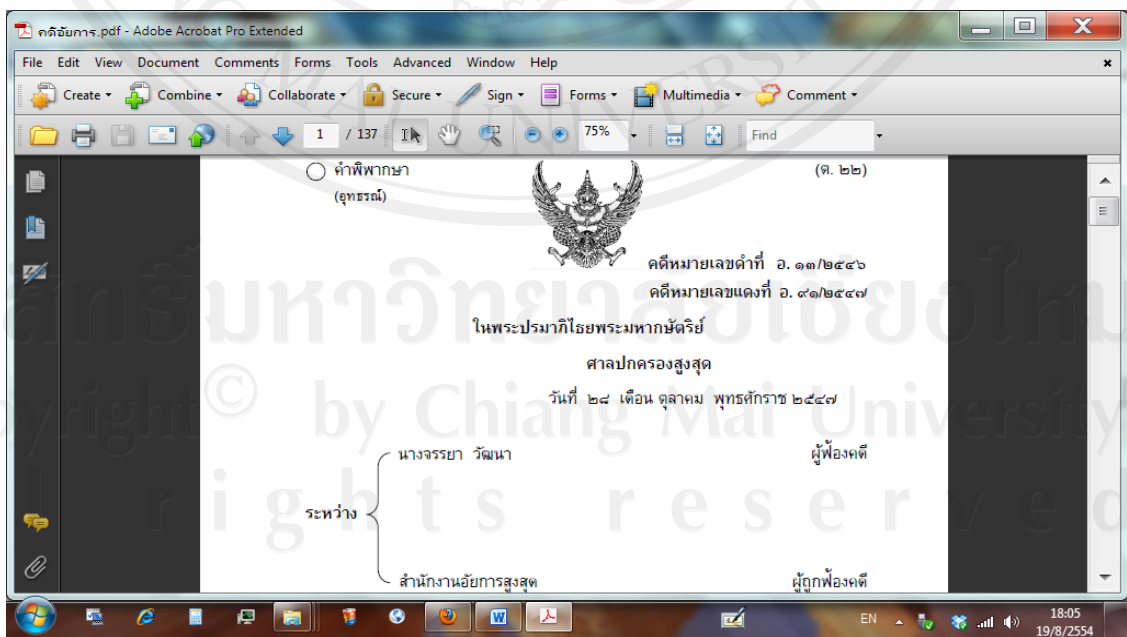 คดีอัยการ.pdf - Adobe Acrobat Pro Extended
File Edit View Document Comments Forms Tools Advanced Window Help
Create Combine Collaborate Secure Sign Forms Multimedia Comment
1 / 137 75% Find
คำพิพากษา (ต. ๒๒)
(อุทธรณ์)
คดีหมายเลขดำที่ อ. ๑๓/๒๕๔๖
คดีหมายเลขแดงที่ อ. ๙๑/๒๕๔๗
ในพระปรมาภิไธยพระมหากษัตริย์
ศาลปกครองสูงสุด
วันที่ ๒๘ เดือน ตุลาคม พุทธศักราช ๒๕๔๗
นางจรรยา วัฒนา ผู้ฟ้องคดี
ระหว่าง
สำนักงานอัยการสูงสุด ผู้ถูกฟ้องคดี
by Chiang Mai University
rights reserved
EN 18:05
19/8/2554